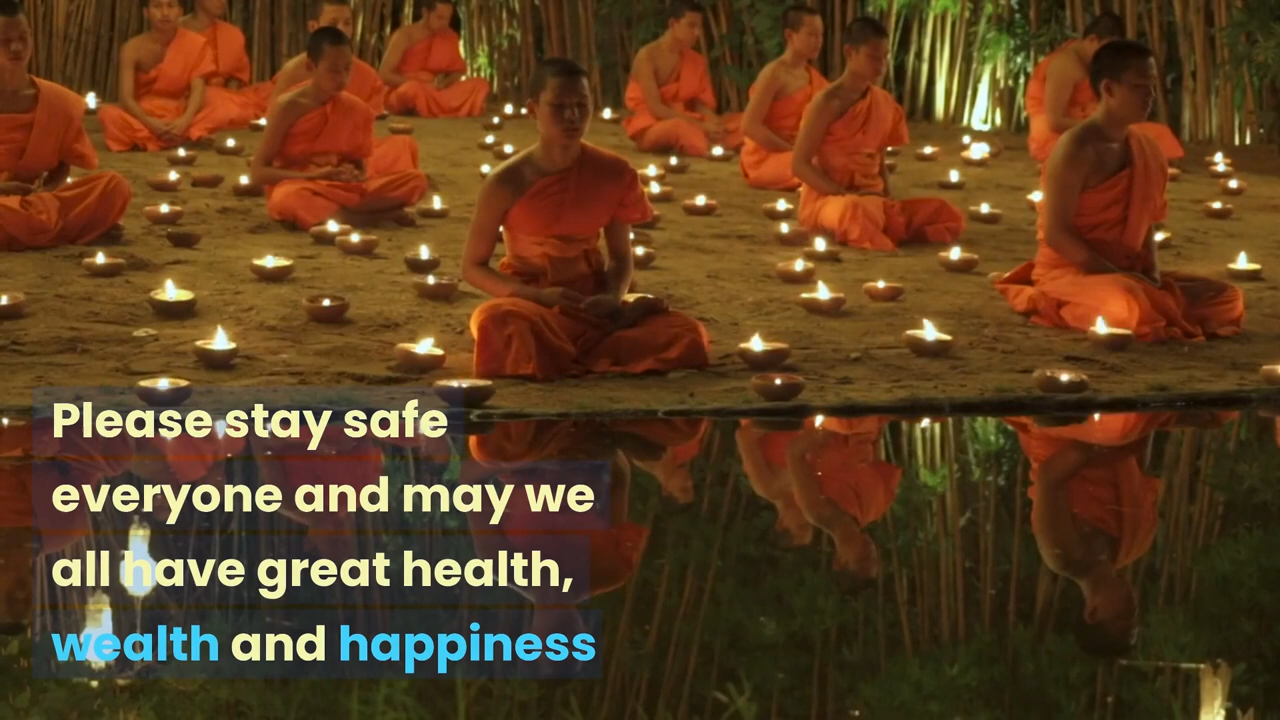 Please stay safe
everyone and may we
all have great health,
wealth and happiness